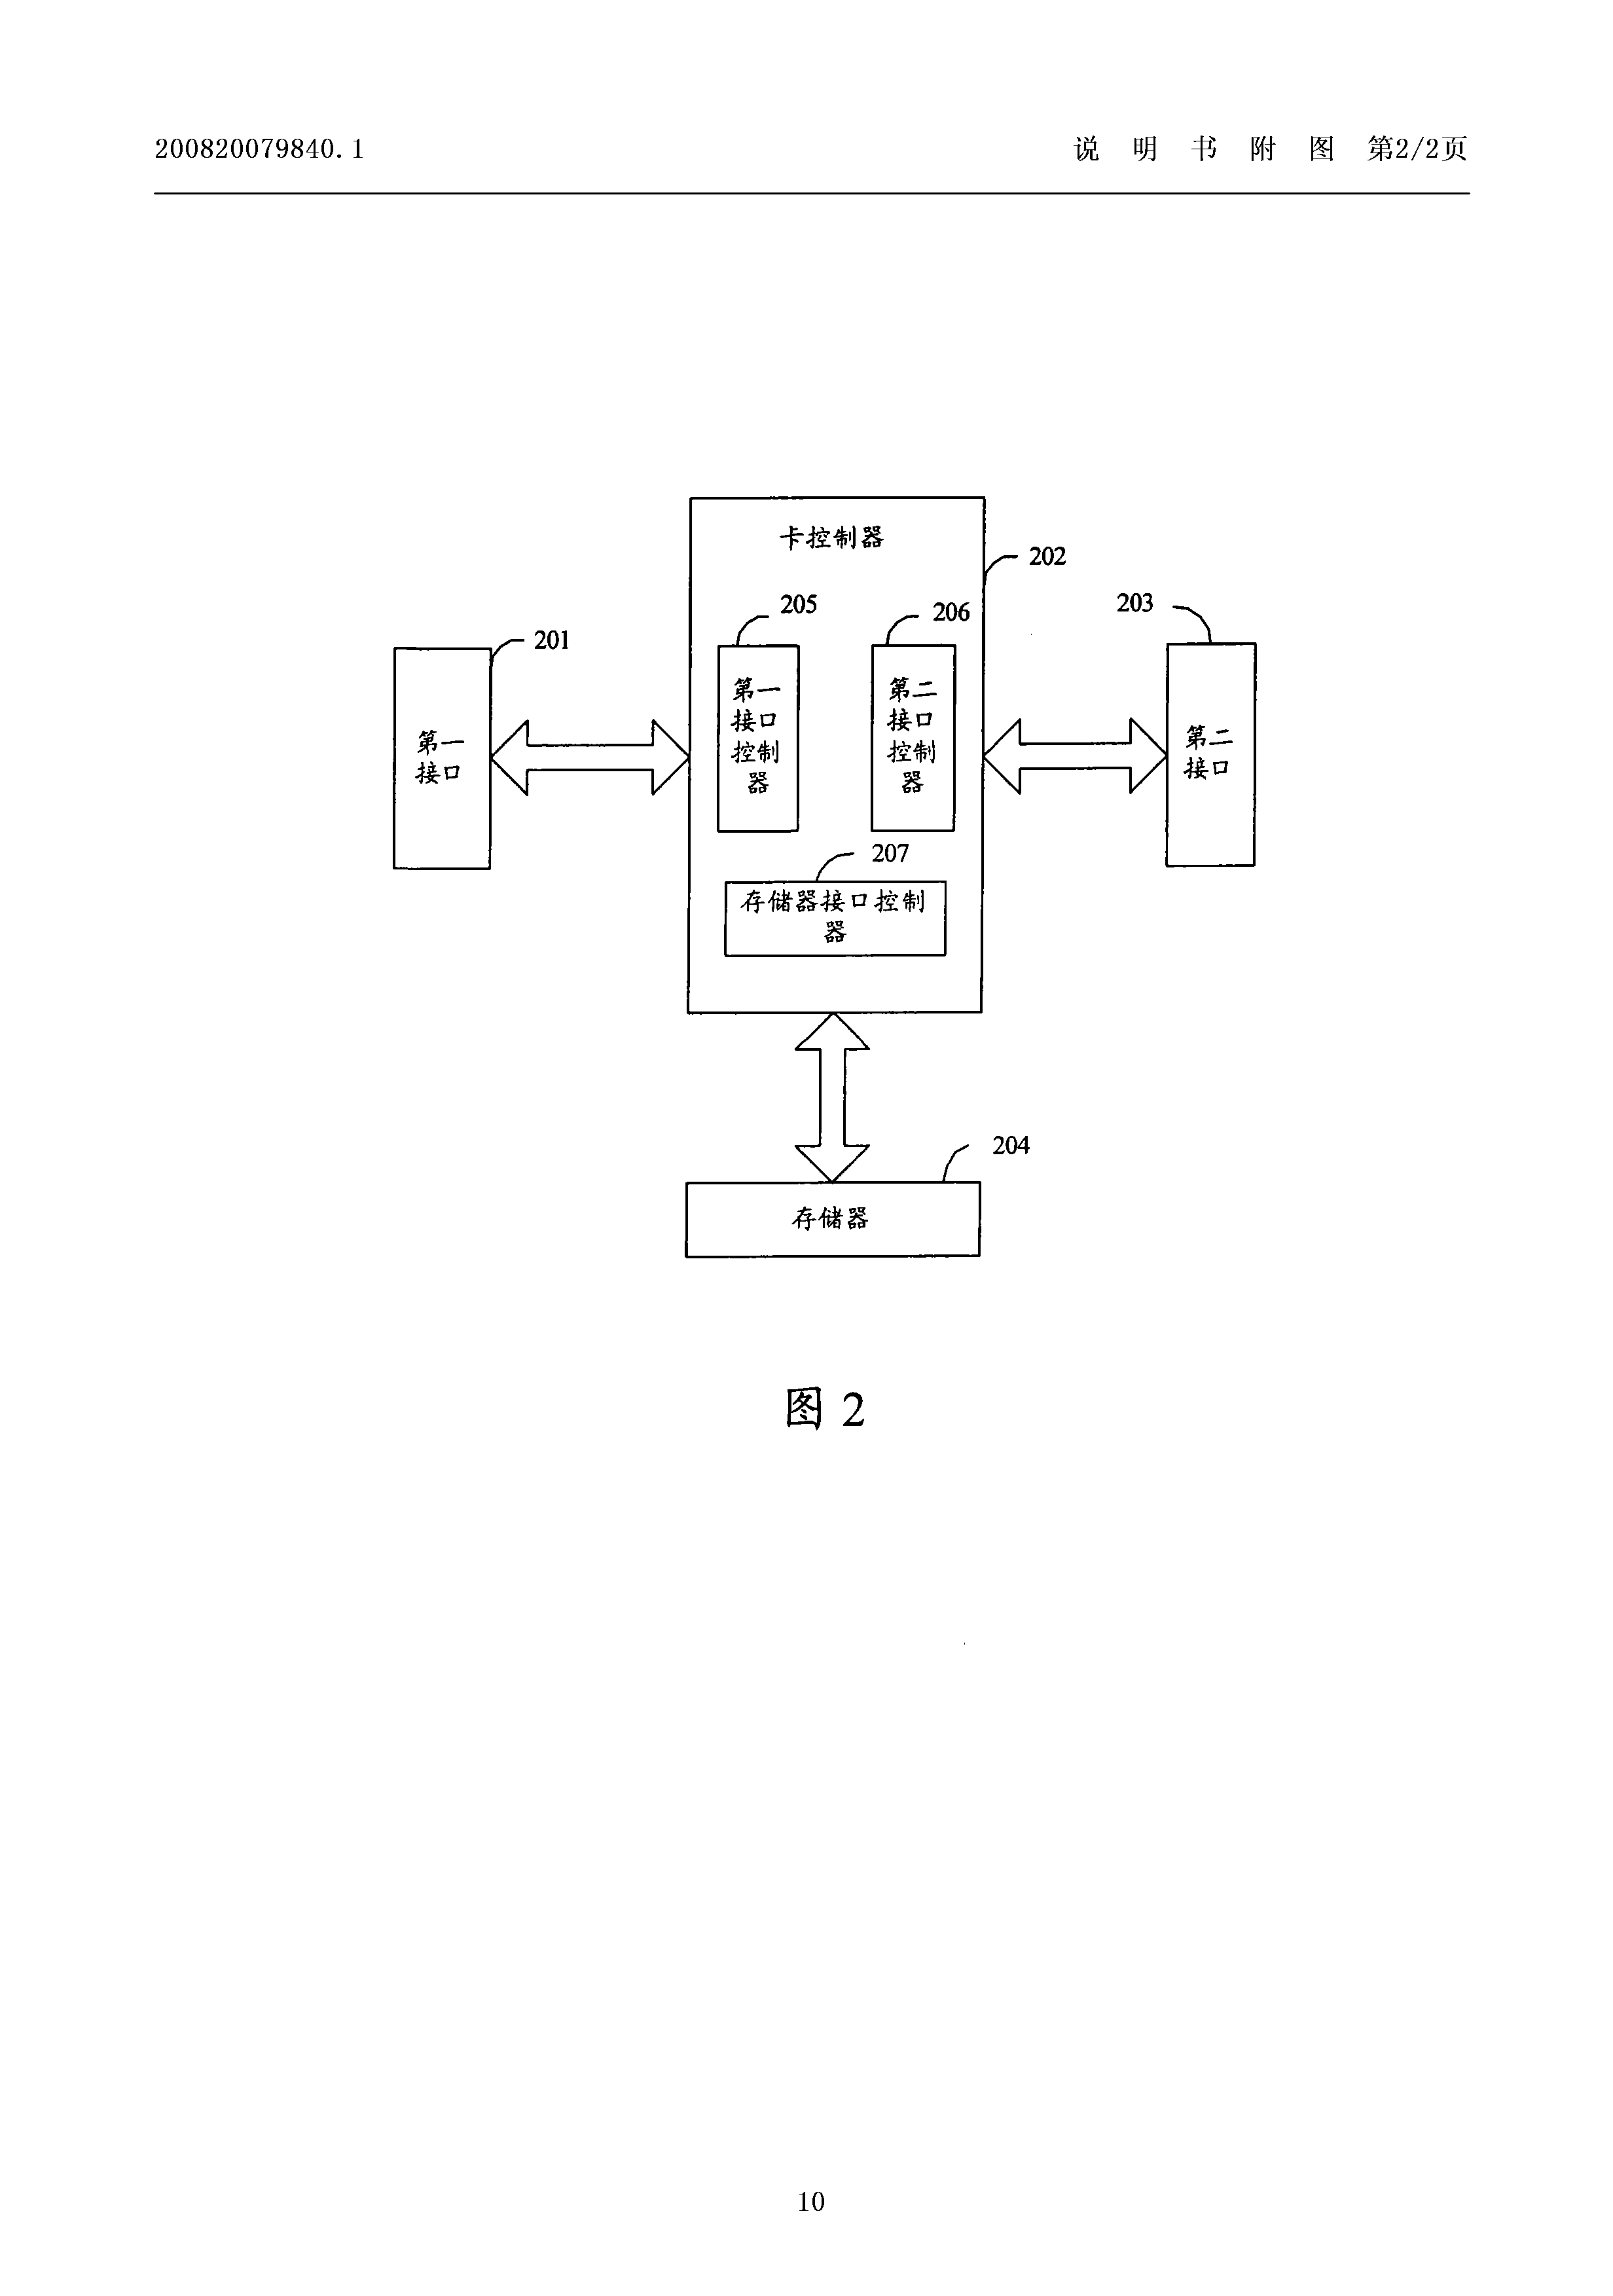 200820079840.1
说 明 书 附 图 第2/2页
卡控制器
202
205
206
203
201
第一
接口
第一
接口
控制
器
第二
接口
控制
器
第二
接口
207
存储器接口控制
器
204
存储器
图 2
10